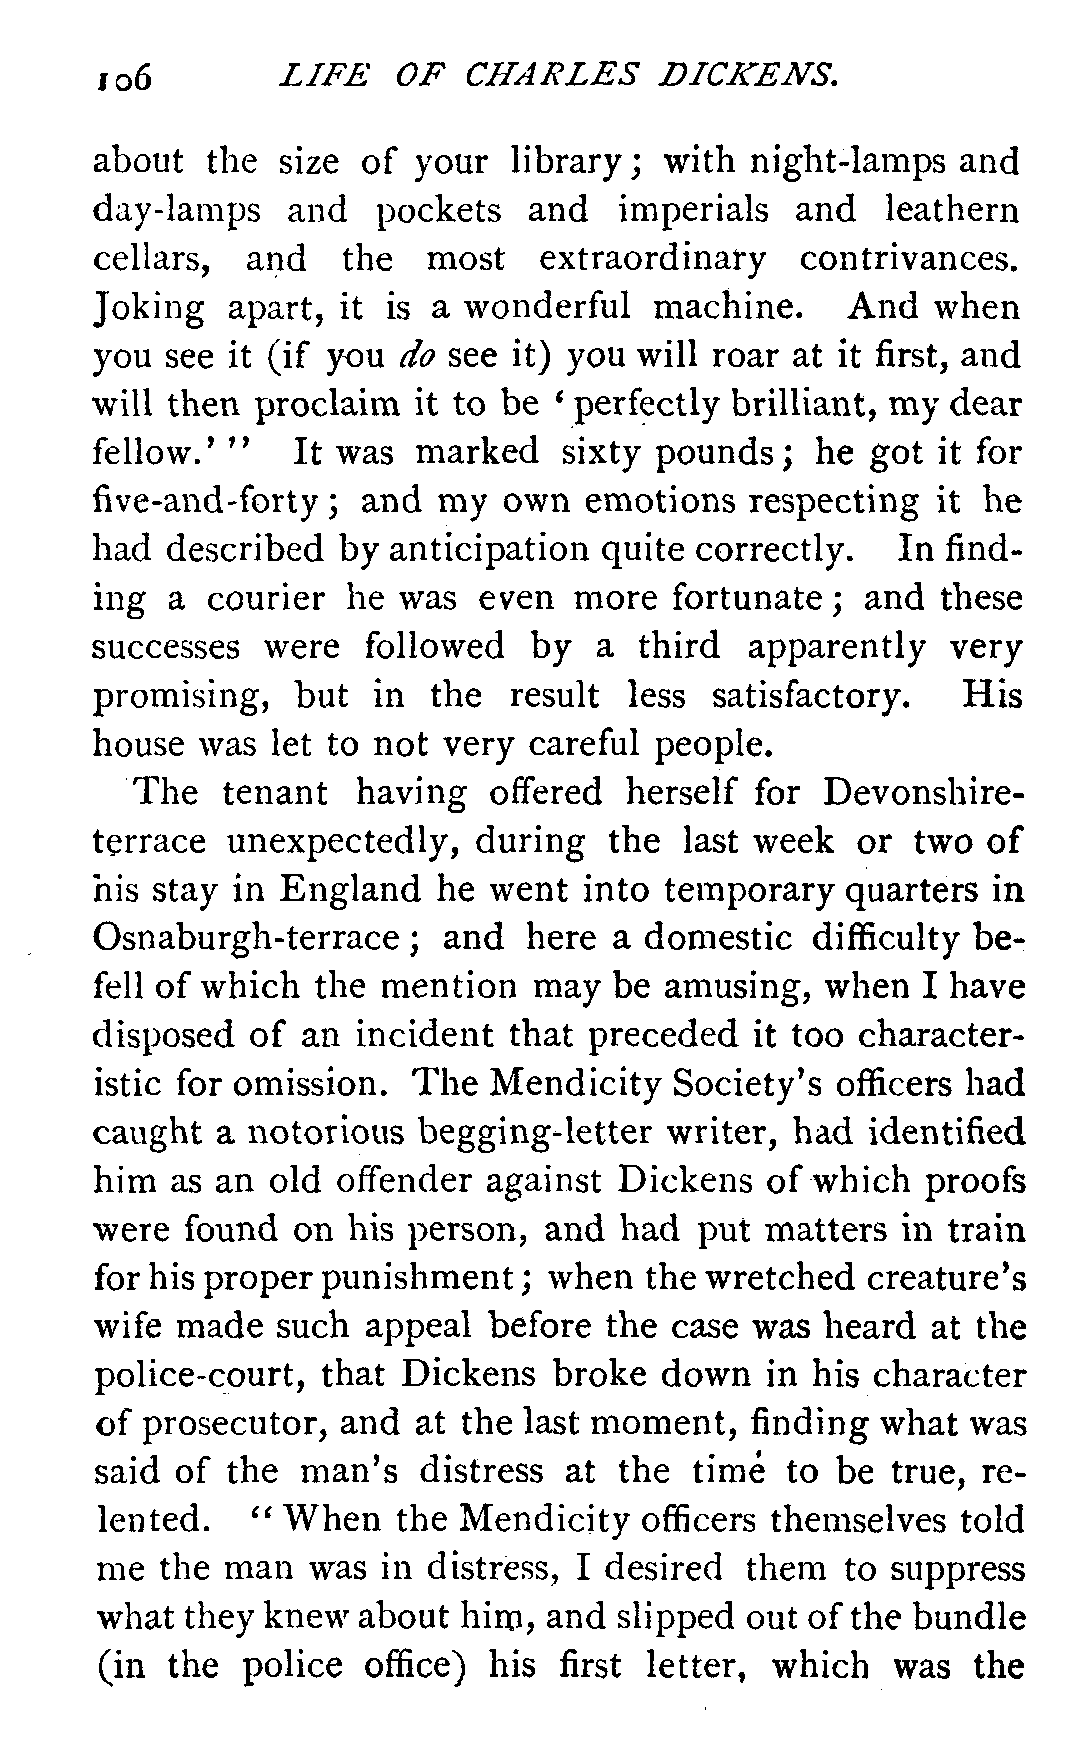 106 LIFE OF CHARLES DICKENS.
about the size of your library; with night-lamps and
day-lamps and pockets and imperials and leathern
cellars, and the most extraordinary contrivances.
Joking apart, it is a wonderful machine. And when
you see it (if you do see it) you will roar at it first, and
will then proclaim it to be ‘perfectly brilliant, my dear
fellow.’” It was marked sixty pounds; he got it for
five-and-forty; and my own emotions respecting it he
had described by anticipation quite correctly. In find-
ing a courier he was even more fortunate; and these
successes were followed by a third apparently very
promising, but in the result less satisfactory. His
house was let to not very careful people.
The tenant having offered herself for Devonshire-
terrace unexpectedly, during the last week or two of
his stay in England he went into temporary quarters in
Osnaburgh-terrace; and here a domestic difficulty be-
fell of which the mention may be amusing, when I have
disposed of an incident that preceded it too character-
istic for omission. The Mendicity Society's officers had
caught a notorious begging-letter writer, had identified
him as an old offender against Dickens of which proofs
were found on his person, and had put matters in train
for his proper punishment; when the wretched creature's
wife made such appeal before the case was heard at the
police-court, that Dickens broke down in his character
of prosecutor, and at the last moment, finding what was
said of the man's distress at the time to be true, re-
lented. “When the Mendicity officers themselves told
me the man was in distress, I desired them to suppress
what they knew about him, and slipped out of the bundle
(in the police office) his first letter, which was the